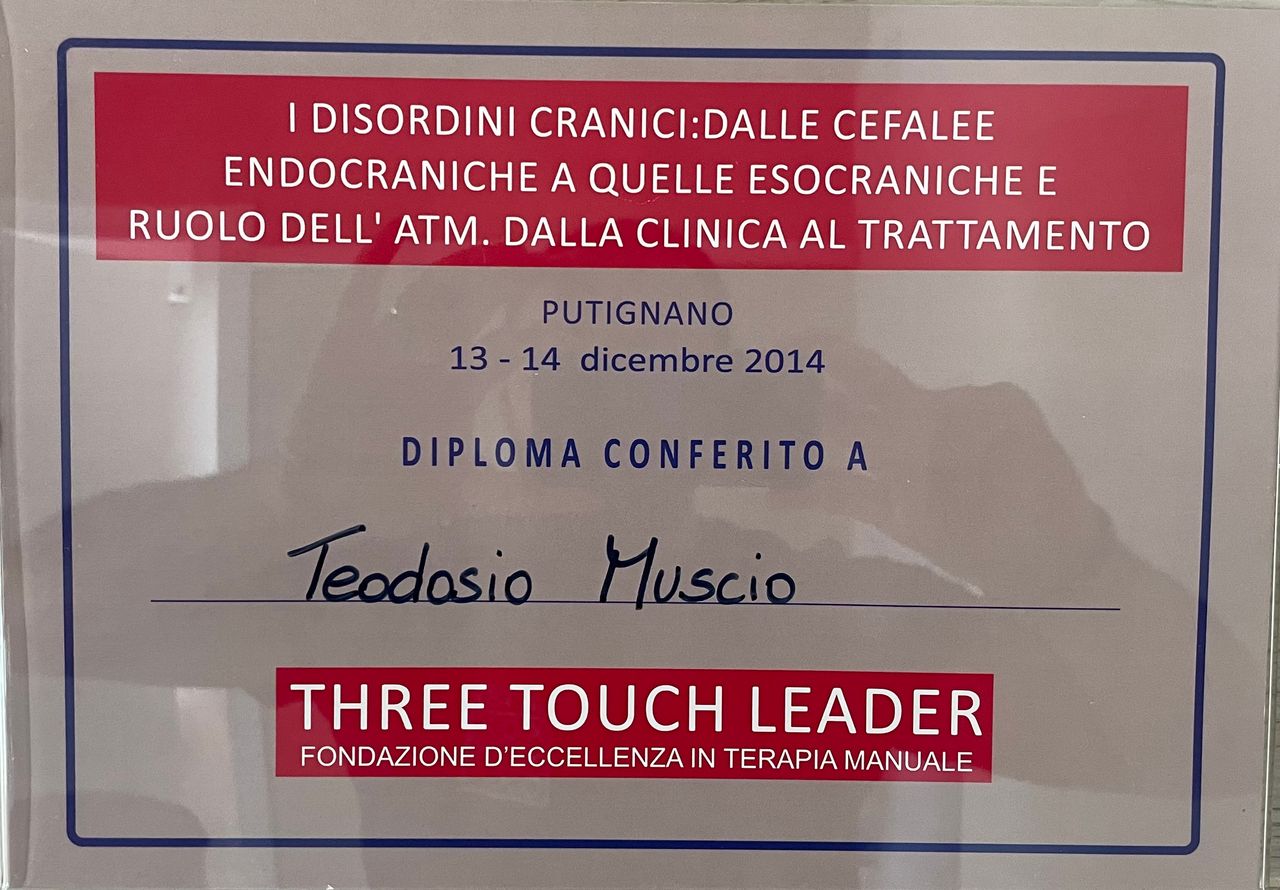 I DISORDINI CRANICI:DALLE CEFALEE
ENDOCRANICHE A QUELLE ESOCRANICHE E
RUOLO DELL' ATM. DALLA CLINICA AL TRATTAMENTO
PUTIGNANO
13 - 14 dicembre 2014
DIPLOMA CONFERITO A
Teodosio Muscio
THREE TOUCH LEADER
FONDAZIONE D'ECCELLENZA IN TERAPIA MANUALE